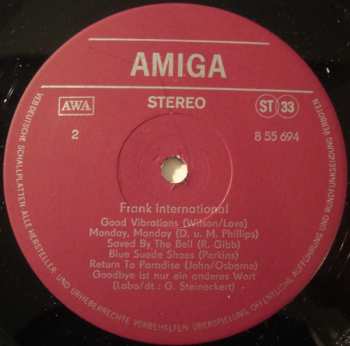 AMIGA
AWA
STEREO
ST 33
2
8 55 694
Frank international
Good Vibrations (Wilson/Love)
Monday, Monday (D. u. M. Phillips)
Saved By The Bell (R. Gibb)
Blue Suede Shoes (Perkins)
Return To Paradise (John/Osborne)
Goodbye ist nur ein anderes Wort
(Lobo/dt.: G. Steineckert)
VEB DEUTSCHE SCHALLPLATTEN ALLE HERSTELLER- UND URHEBERRECHTE VORBEHALTEN ÜBERSPIELUNG, ÖFFENTLICHE AUFFÜHRUNG UND RUNDFUNKSENDUNG VERBOTEN